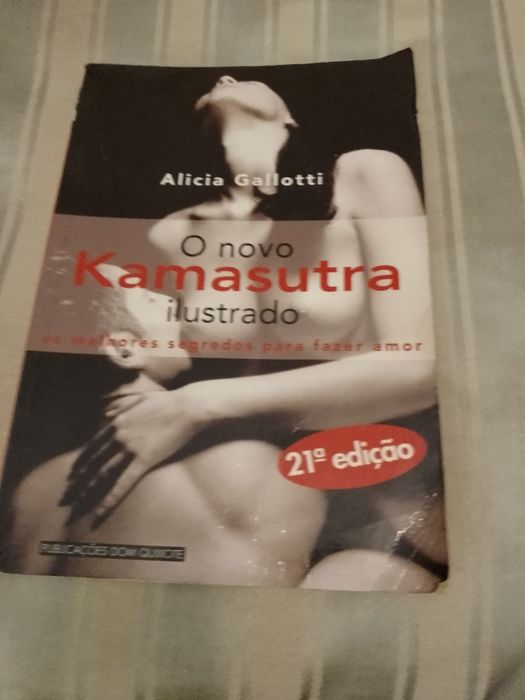 Alicia Gallotti
O novo
Kamasutra
ilustrado
os melhores segredos para fazer amor
21ª edição
PUBLICAÇÕES DOM QUIXOTE